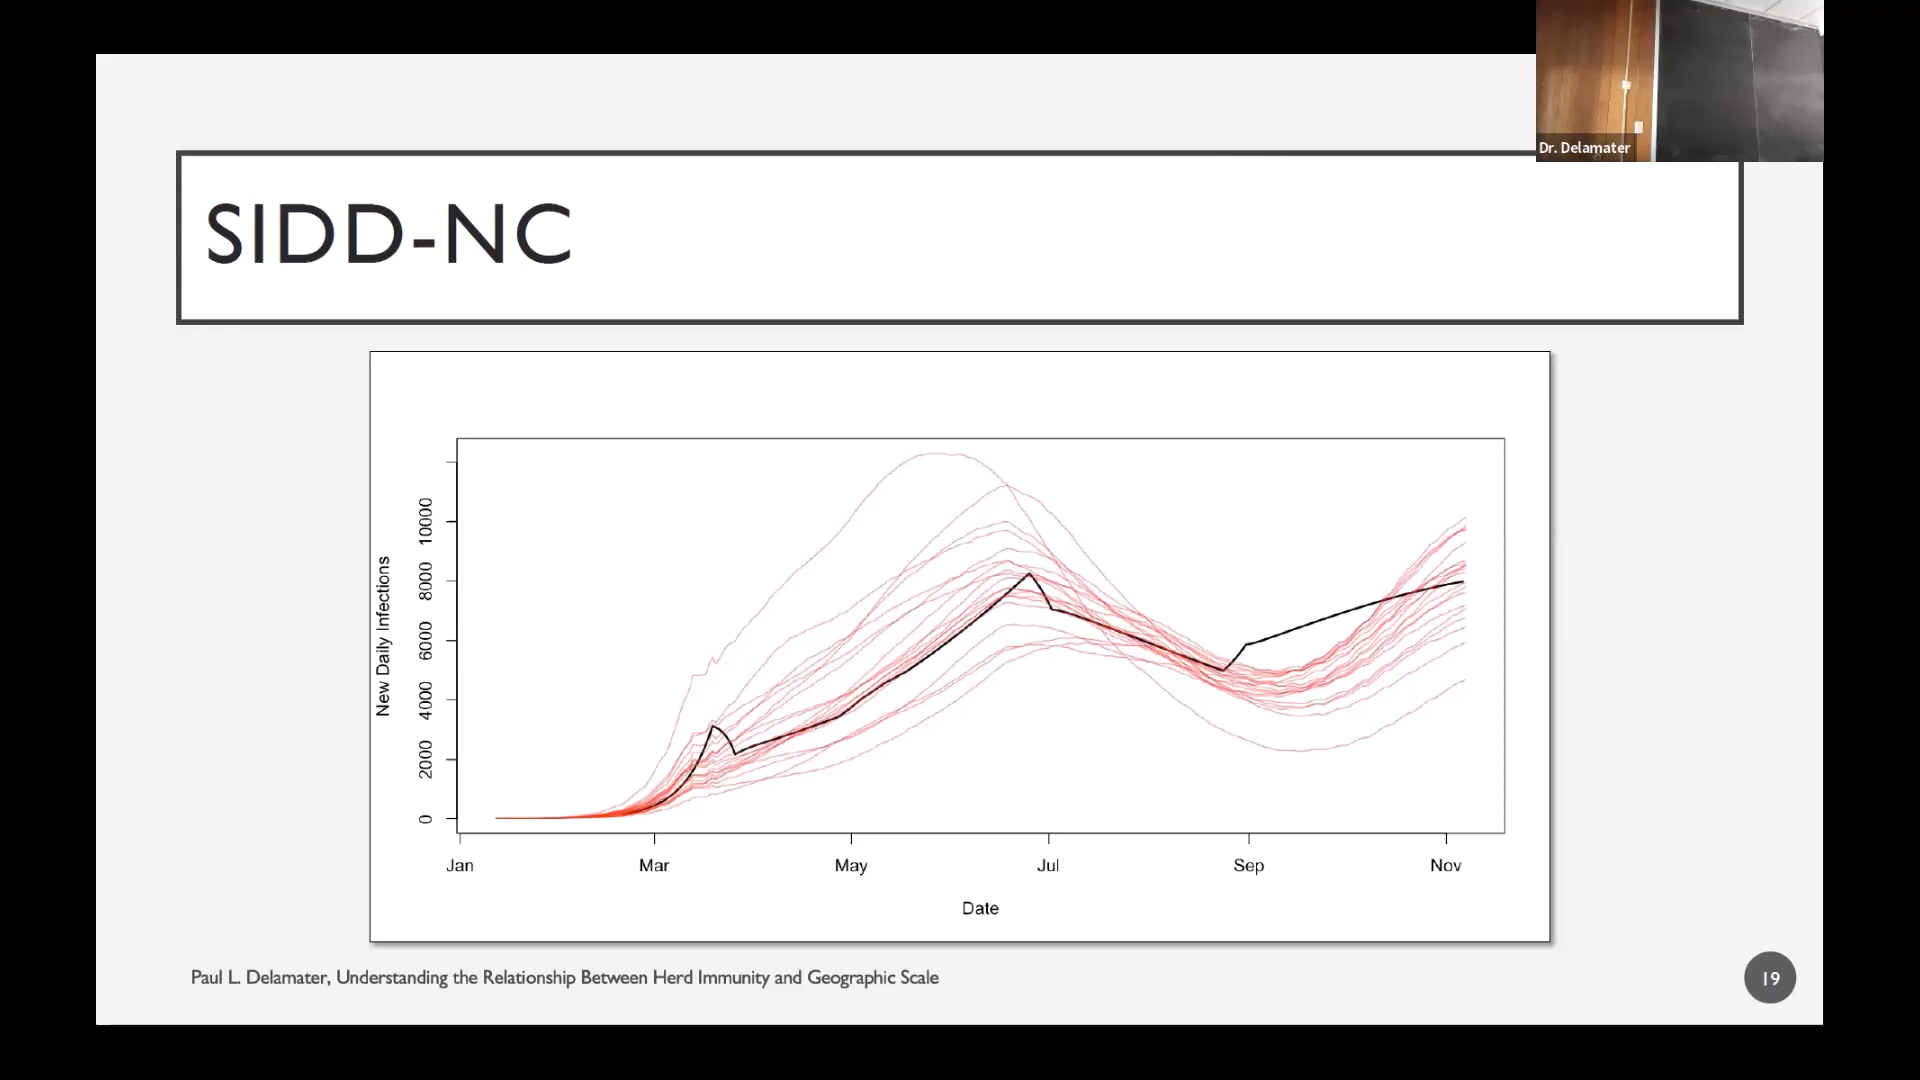 Dr. Delamater
SIDD-NC
New Daily Infections
10000
8000
6000
4000
2000
0
Jan Mar May Jul Sep Nov
Date
Paul L. Delamater, Understanding the Relationship Between Herd Immunity and Geographic Scale
19